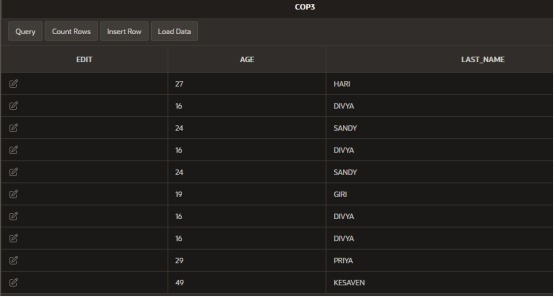 COP3
Query Count Rows Insert Row Load Data
EDIT AGE LAST_NAME
27 HARI
16 DIVYA
24 SANDY
16 DIVYA
24 SANDY
19 GIRI
16 DIVYA
16 DIVYA
29 PRIYA
49 KESAVEN